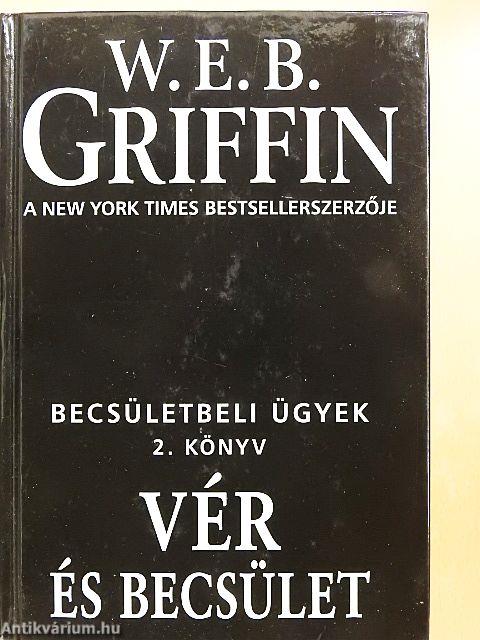 W. E. B.
GRIFFIN
A NEW YORK TIMES BESTSELLERSZERZŐJE
BECSÜLETBELI ÜGYEK
2. KÖNYV
VÉR
ÉS BECSÜLET
Antikvárium.hu